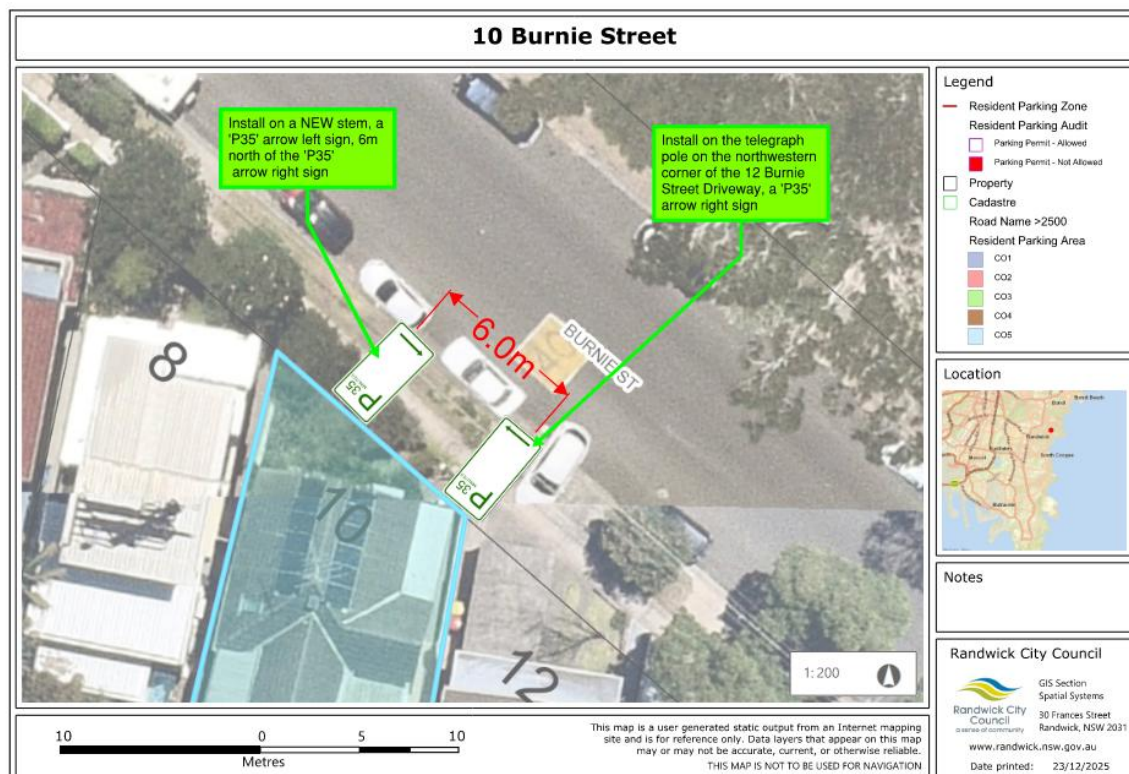 10 Burnie Street
Install on a NEW stem, a
'P35' arrow left sign, 6m
north of the 'P35'
arrow right sign
Install on the telegraph
pole on the northwestern
corner of the 12 Burnie
Street Driveway, a 'P35'
arrow right sign
6.0m
BURNIE ST
P35
P35
8
10
12
1: 200
Legend
Resident Parking Zone
Resident Parking Audit
Parking Permit - Allowed
Parking Permit - Not Allowed
Property
Cadastre
Road Name >2500
Resident Parking Area
CO1
CO2
CO3
CO4
CO5
Location
Notes
Randwick City Council
Randwick City
Council
a sense of community
GIS Section
Spatial Systems
30 Frances Street
Randwick, NSW 2031
www.randwick.nsw.gov.au
Date printed: 23/12/2025
10 0 5 10
Metres
This map is a user generated static output from an Internet mapping
site and is for reference only. Data layers that appear on this map
may or may not be accurate, current, or otherwise reliable.
THIS MAP IS NOT TO BE USED FOR NAVIGATION